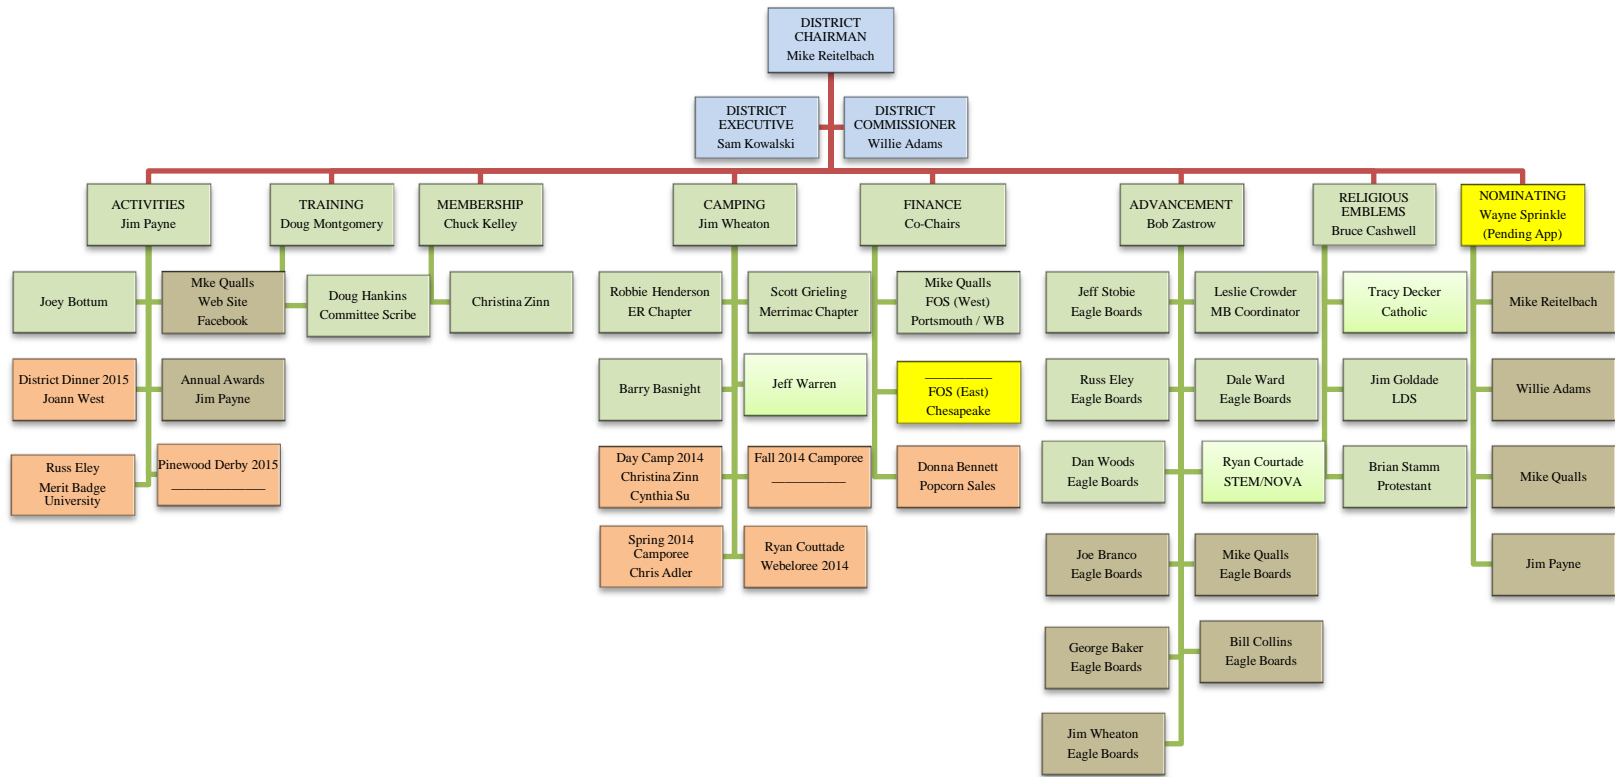 DISTRICT
CHAIRMAN
Mike Reitelbach
DISTRICT
EXECUTIVE
Sam Kowalski
DISTRICT
COMMISSIONER
Willie Adams
ACTIVITIES
Jim Payne
TRAINING
Doug Montgomery
MEMBERSHIP
Chuck Kelley
CAMPING
Jim Wheaton
FINANCE
Co-Chairs
ADVANCEMENT
Bob Zastrow
RELIGIOUS
EMBLEMS
Bruce Cashwell
NOMINATING
Wayne Sprinkle
(Pending App)
Joey Bottum
Mke Qualls
Web Site
Facebook
Doug Hankins
Committee Scribe
Christina Zinn
Robbie Henderson
ER Chapter
Scott Grieling
Merrimac Chapter
Mike Qualls
FOS (West)
Portsmouth / WB
Jeff Stobie
Eagle Boards
Leslie Crowder
MB Coordinator
Tracy Decker
Catholic
Mike Reitelbach
District Dinner 2015
Joann West
Annual Awards
Jim Payne
Barry Basnight
Jeff Warren
__________
FOS (East)
Chesapeake
Russ Eley
Eagle Boards
Dale Ward
Eagle Boards
Jim Goldade
LDS
Willie Adams
Russ Eley
Merit Badge
University
Pinewood Derby 2015
______________
Day Camp 2014
Christina Zinn
Cynthia Su
Fall 2014 Camporee
___________
Donna Bennett
Popcorn Sales
Dan Woods
Eagle Boards
Ryan Courtade
STEM/NOVA
Brian Stamm
Protestant
Mike Qualls
Spring 2014
Camporee
Chris Adler
Ryan Couttade
Webeloree 2014
Joe Branco
Eagle Boards
Mike Qualls
Eagle Boards
Jim Payne
George Baker
Eagle Boards
Bill Collins
Eagle Boards
Jim Wheaton
Eagle Boards